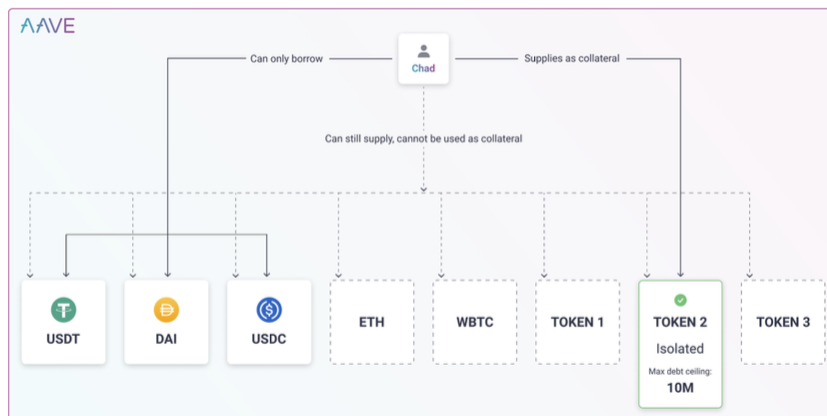 AAVE
Chad
Can only borrow
Supplies as collateral
Can still supply, cannot be used as collateral
USDT
DAI
USDC
ETH
WBTC
TOKEN 1
TOKEN 2
Isolated
Max debt ceiling:
10M
TOKEN 3